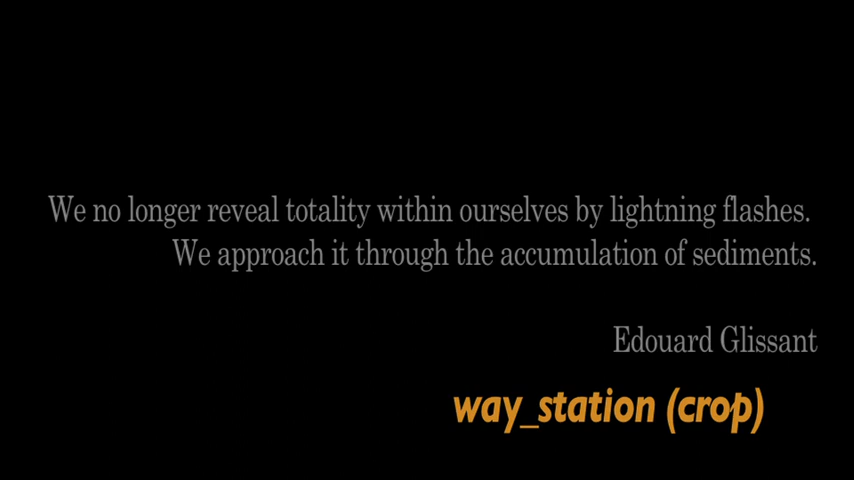 We no longer reveal totality within ourselves by lightning flashes.
We approach it through the accumulation of sediments.
Edouard Glissant
way_station (crop)